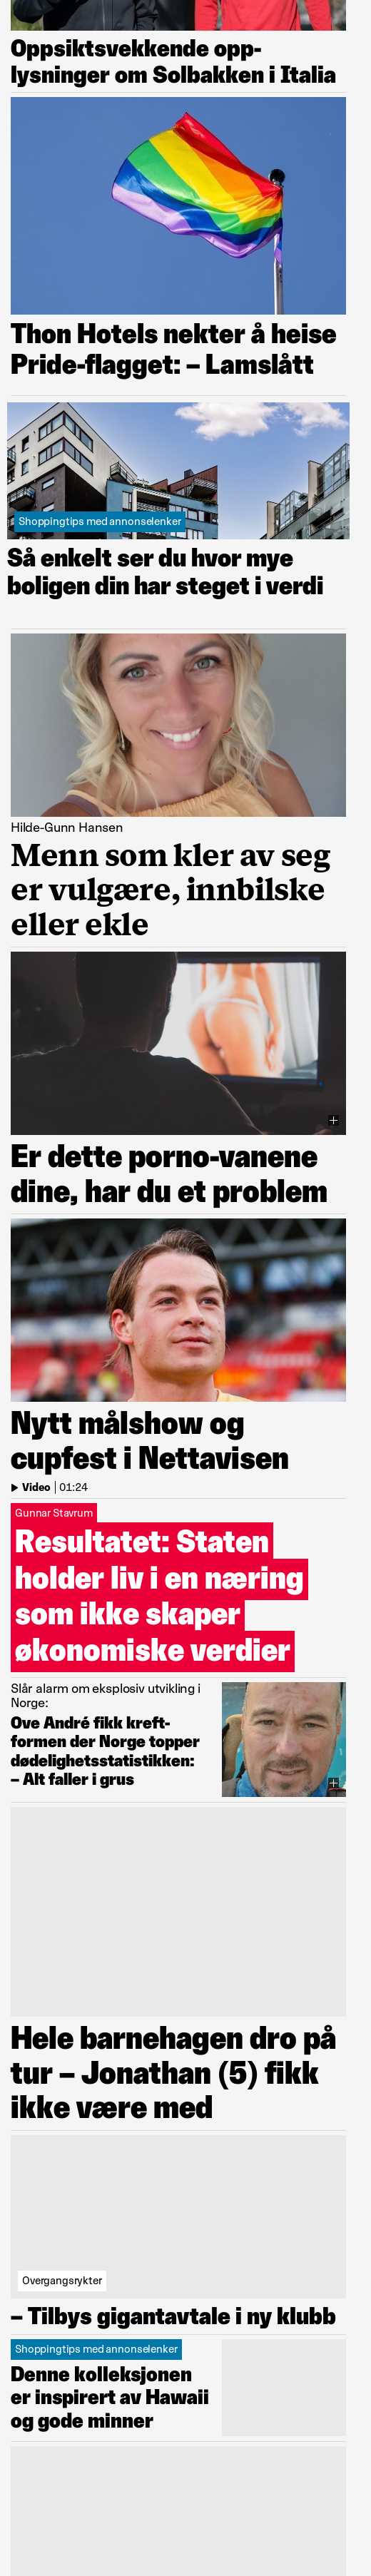 Oppsiktsvekkende opp-
lysninger om Solbakken i Italia
Thon Hotels nekter å heise
Pride-flagget: – Lamslått
Shoppingtips med annonselenker
Så enkelt ser du hvor mye
boligen din har steget i verdi
Hilde-Gunn Hansen
Menn som kler av seg
er vulgære, innbilske
eller ekle
Er dette porno-vanene
dine, har du et problem
Nytt målshow og
cupfest i Nettavisen
Video | 01:24
Gunnar Stavrum
Resultatet: Staten
holder liv i en næring
som ikke skaper
økonomiske verdier
Slår alarm om eksplosiv utvikling i
Norge:
Ove André fikk kreft-
formen der Norge topper
dødelighetsstatistikken:
– Alt faller i grus
Hele barnehagen dro på
tur – Jonathan (5) fikk
ikke være med
Overgangsrykter
– Tilbys gigantavtale i ny klubb
Shoppingtips med annonselenker
Denne kolleksjonen
er inspirert av Hawaii
og gode minner